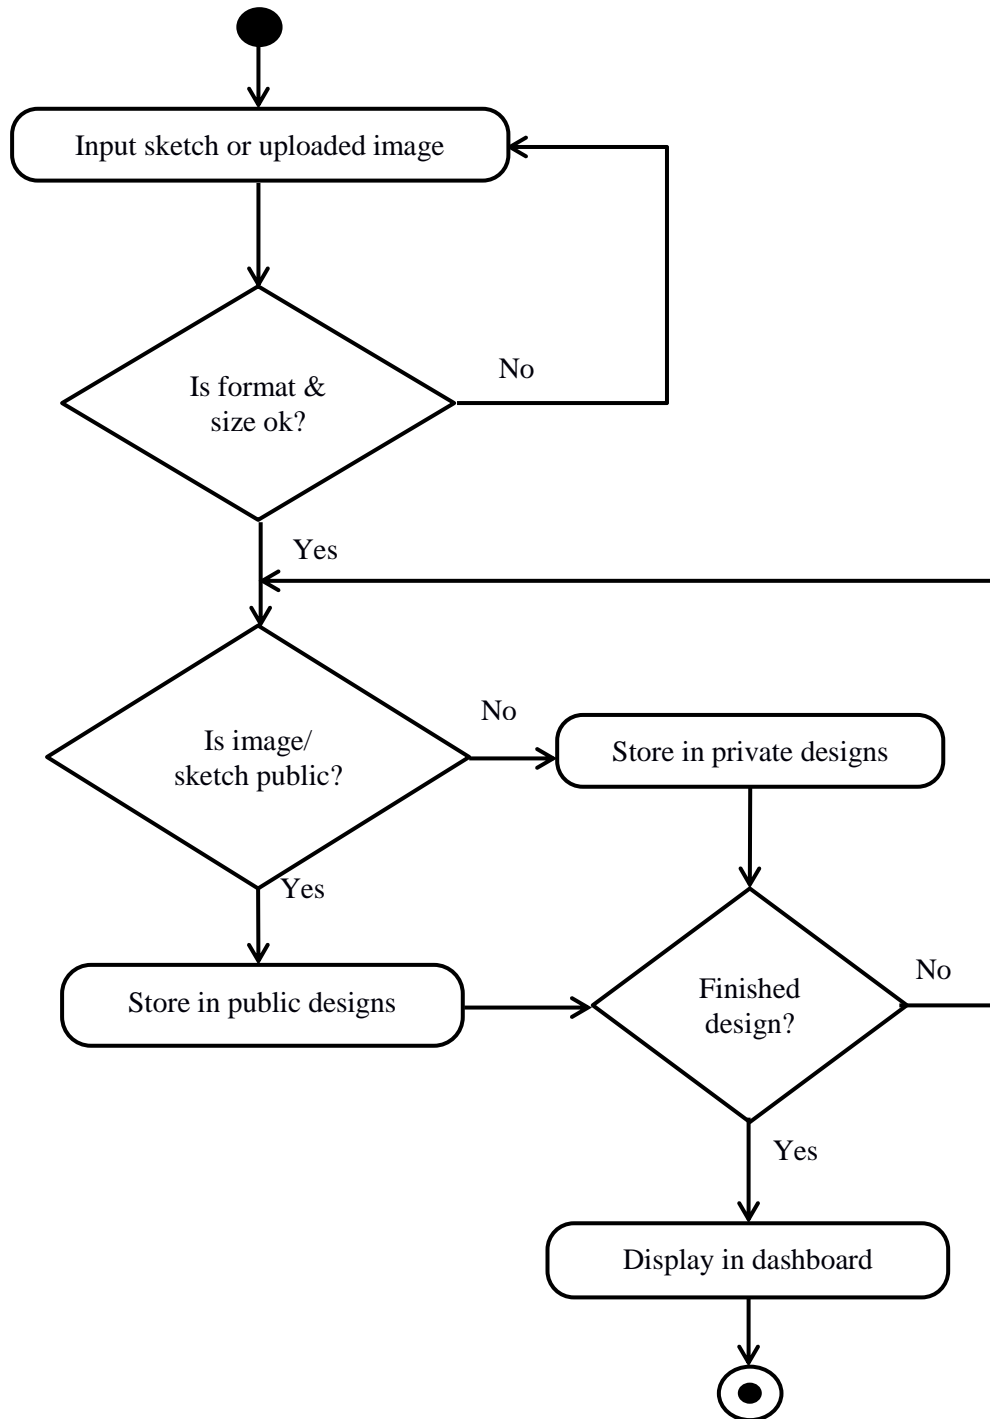 Input sketch or uploaded image
No
Is format &
size ok?
Yes
No
Is image/
sketch public?
Store in private designs
Yes
Store in public designs
Finished
design?
No
Yes
Display in dashboard